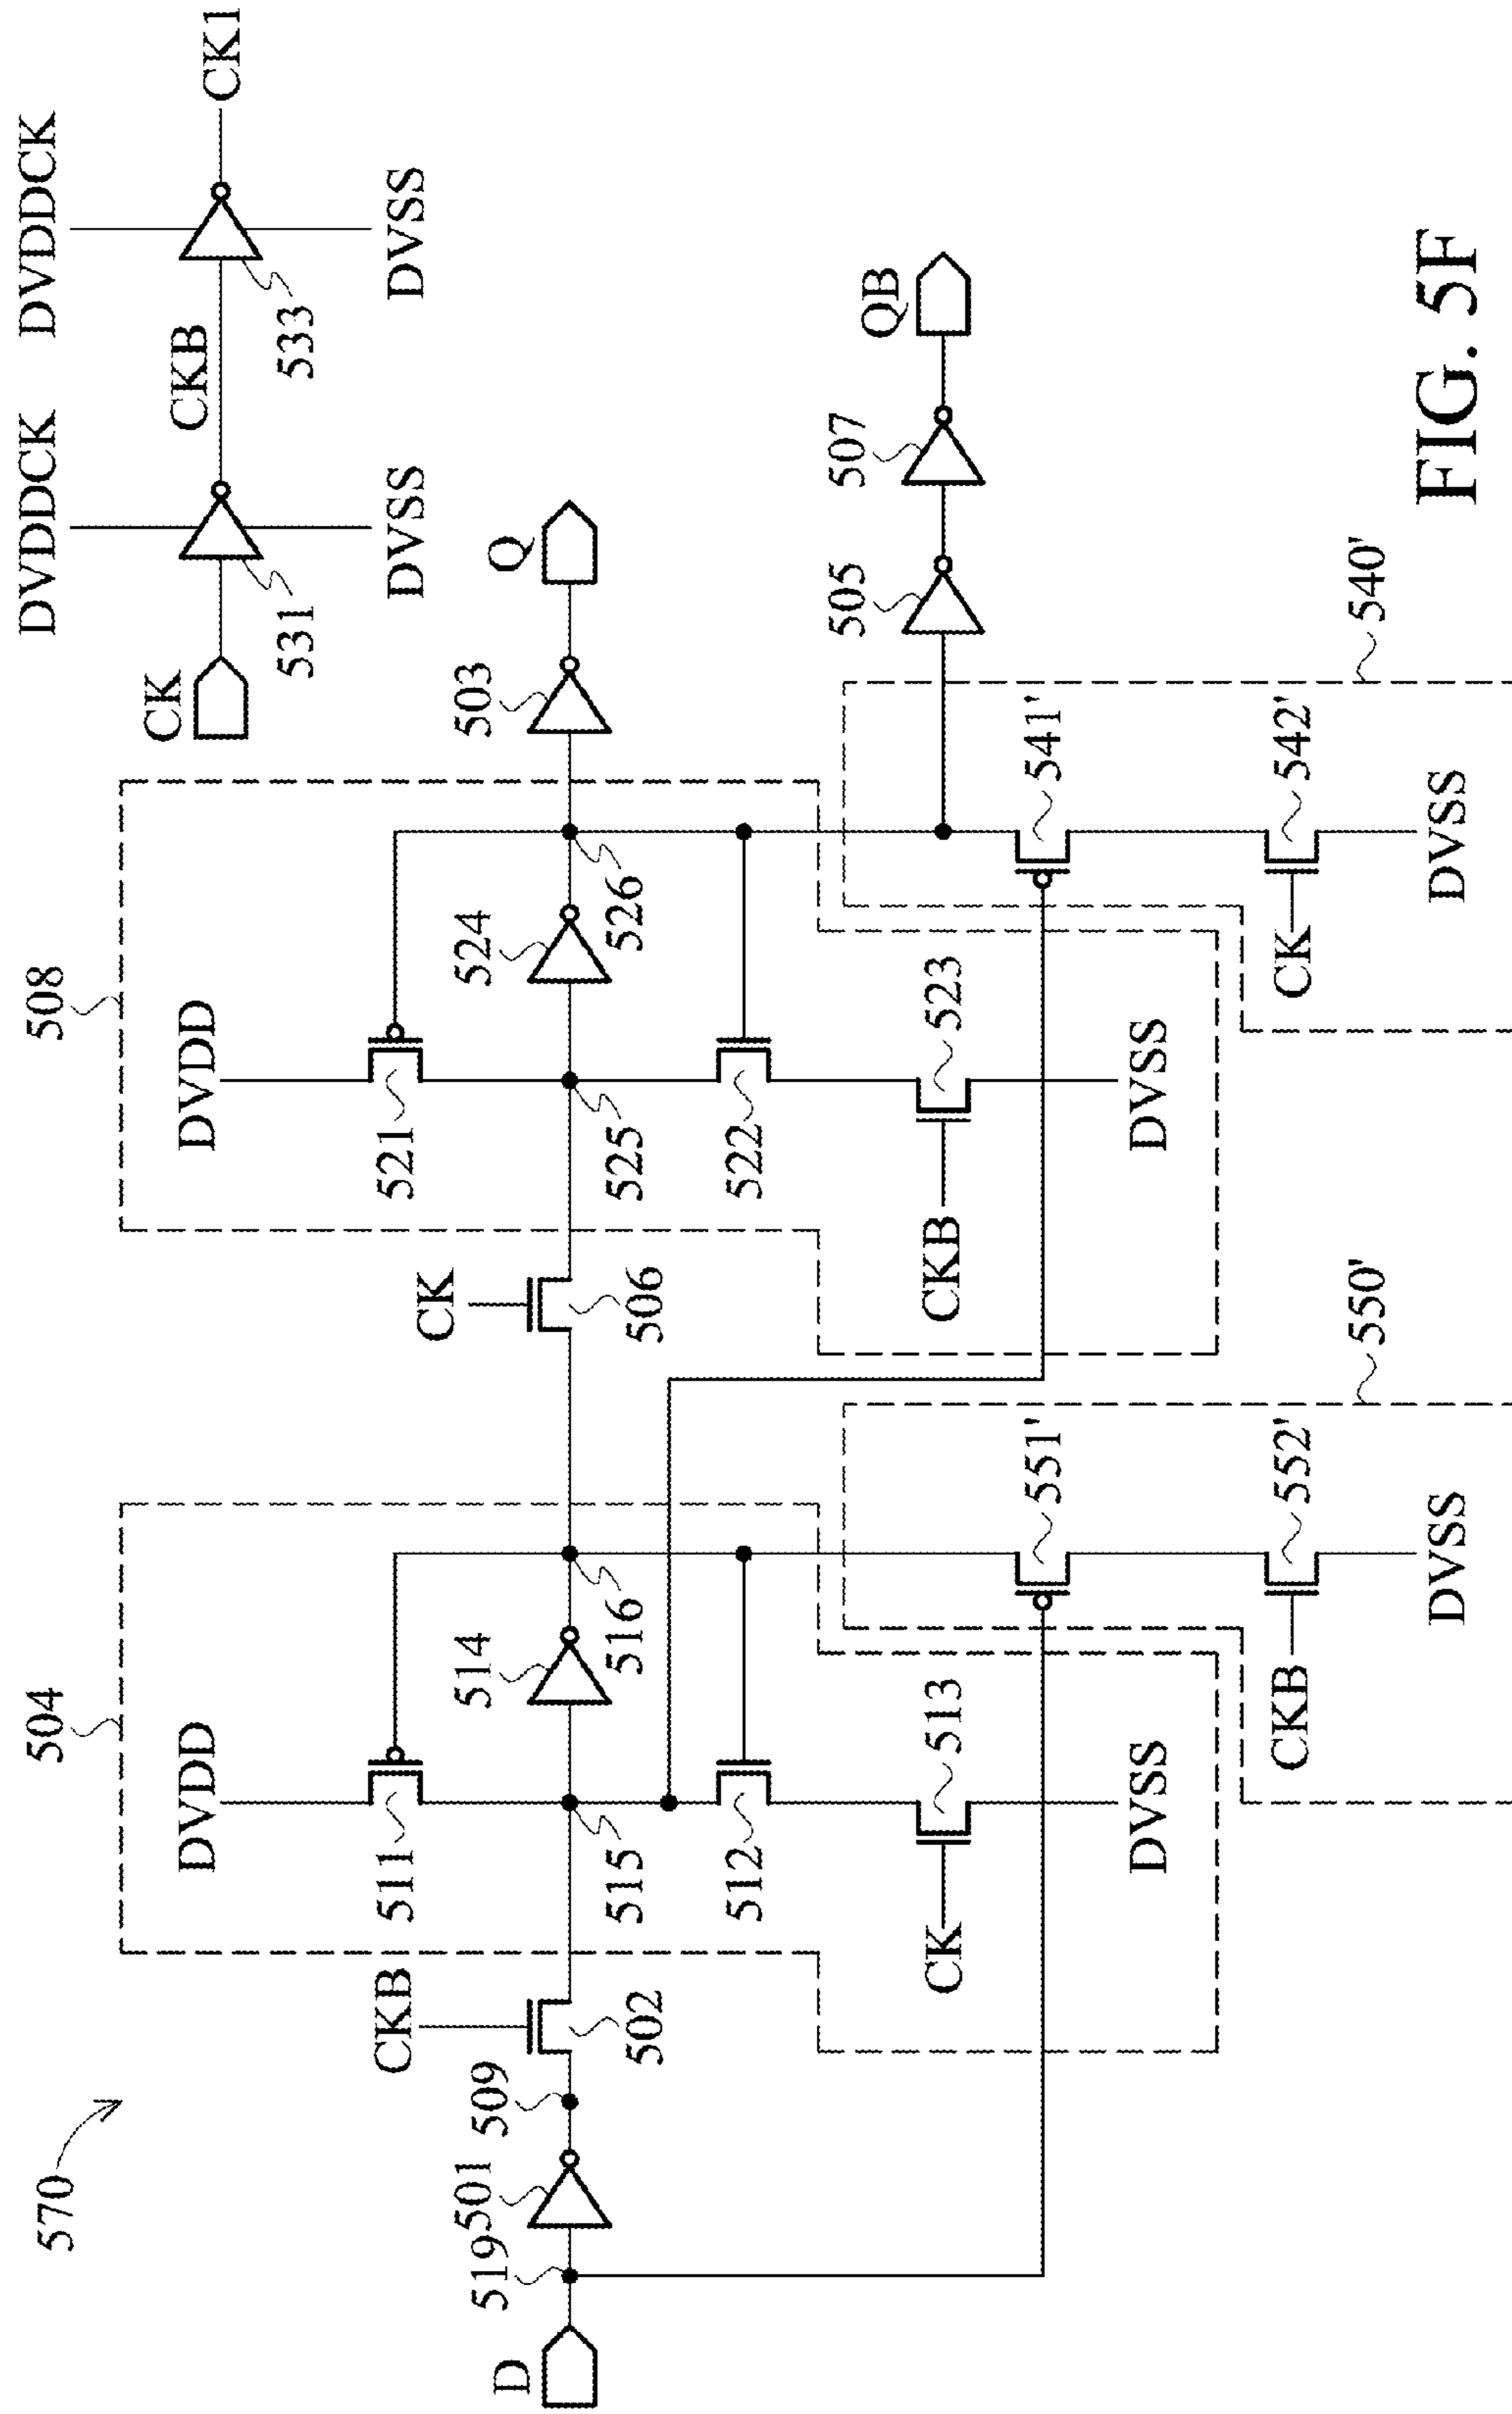 570
504
508
DVDDCK
DVDDCK
DVDD
DVDD
CK
CKB
CK1
531
533
DVSS
DVSS
511
521
CKB
CK
D
519
501
509
502
514
516
515
506
524
526
525
503
Q
512
522
505
507
QB
CK
513
CKB
523
551'
541'
DVSS
DVSS
CKB
552'
CK
542'
550'
540'
DVSS
DVSS
FIG. 5F